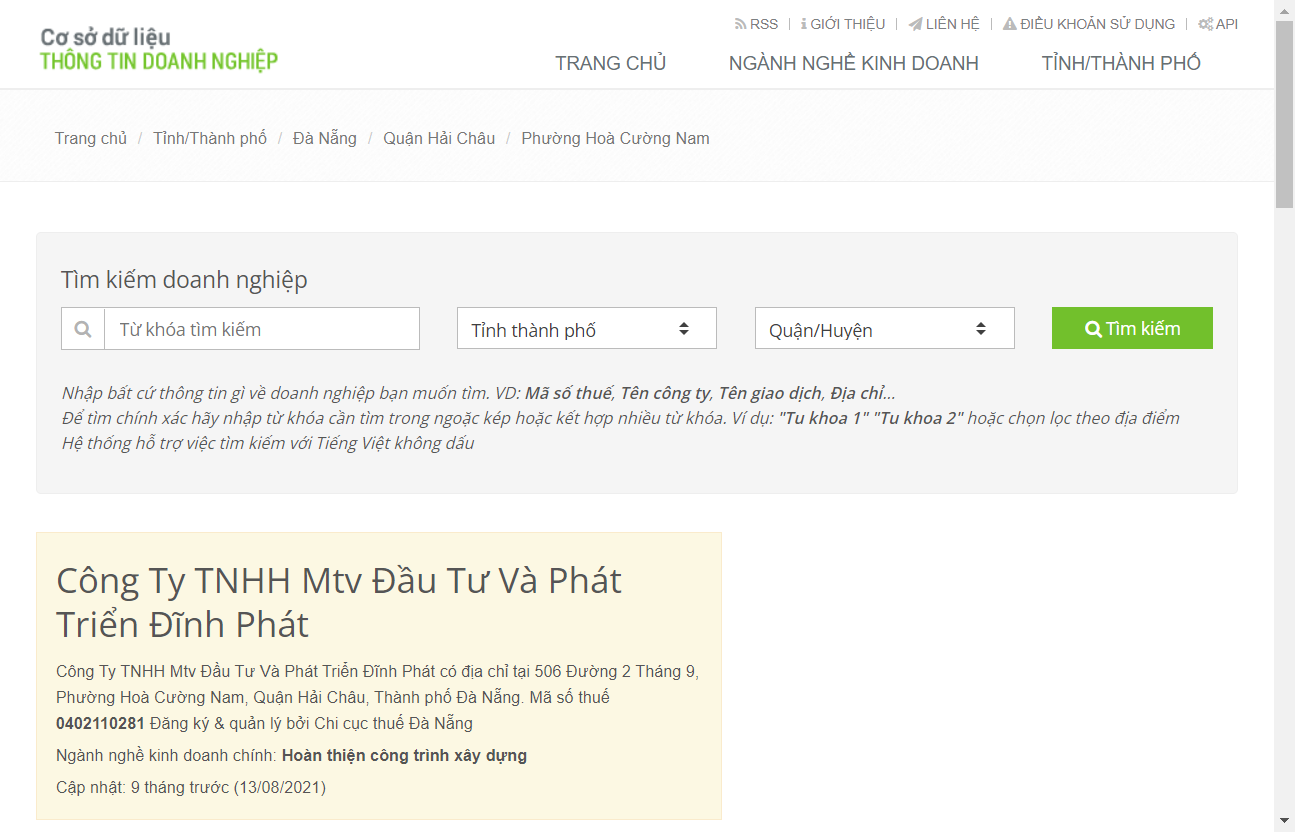 Cơ sở dữ liệu
THÔNG TIN DOANH NGHIỆP
RSS | GIỚI THIỆU | LIÊN HỆ | ĐIỀU KHOẢN SỬ DỤNG | API
TRANG CHỦ NGÀNH NGHỀ KINH DOANH TỈNH/THÀNH PHỐ
Trang chủ / Tỉnh/Thành phố / Đà Nẵng / Quận Hải Châu / Phường Hoà Cường Nam
Tìm kiếm doanh nghiệp
Từ khóa tìm kiếm Tỉnh thành phố Quận/Huyện Tìm kiếm
Nhập bất cứ thông tin gì về doanh nghiệp bạn muốn tìm. VD: Mã số thuế, Tên công ty, Tên giao dịch, Địa chỉ...
Để tìm chính xác hãy nhập từ khóa cần tìm trong ngoặc kép hoặc kết hợp nhiều từ khóa. Ví dụ: "Tu khoa 1" "Tu khoa 2" hoặc chọn lọc theo địa điểm
Hệ thống hỗ trợ việc tìm kiếm với Tiếng Việt không dấu
Công Ty TNHH Mtv Đầu Tư Và Phát
Triển Đĩnh Phát
Công Ty TNHH Mtv Đầu Tư Và Phát Triển Đĩnh Phát có địa chỉ tại 506 Đường 2 Tháng 9,
Phường Hoà Cường Nam, Quận Hải Châu, Thành phố Đà Nẵng. Mã số thuế
0402110281 Đăng ký & quản lý bởi Chi cục thuế Đà Nẵng
Ngành nghề kinh doanh chính: Hoàn thiện công trình xây dựng
Cập nhật: 9 tháng trước (13/08/2021)